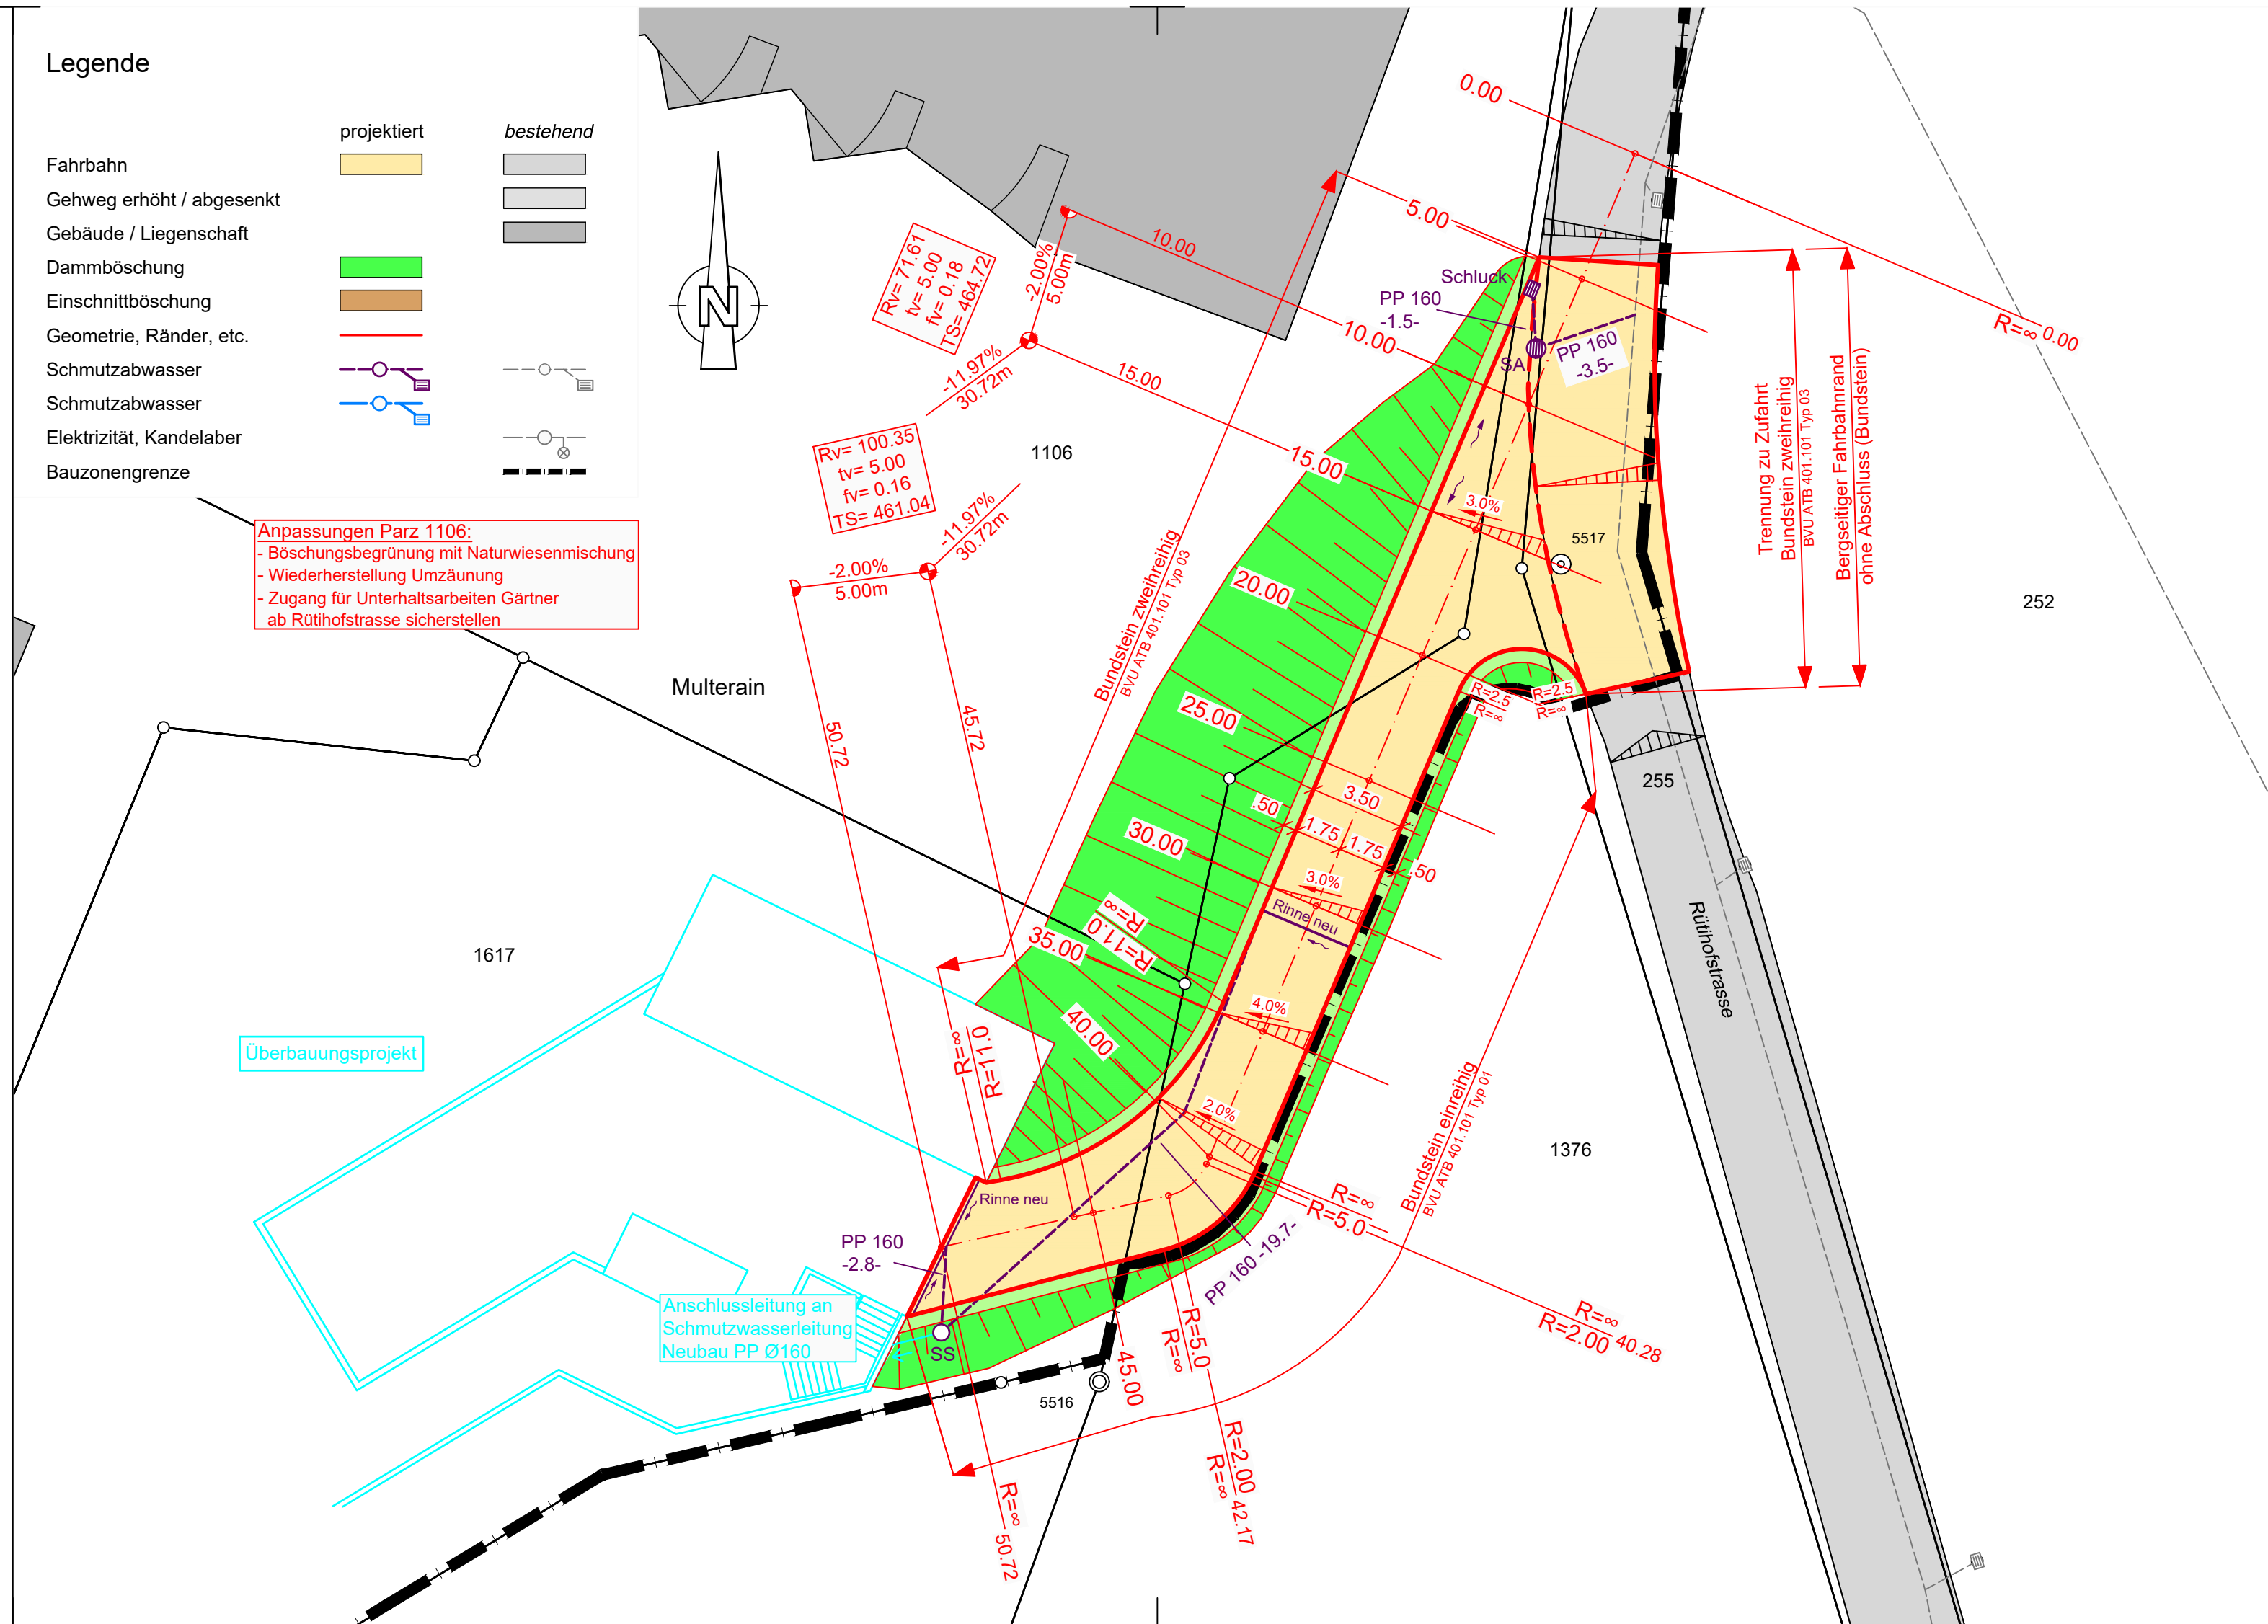 Legende
projektiert
bestehend
Fahrbahn
Gehweg erhöht / abgesenkt
Gebäude / Liegenschaft
Dammböschung
Einschnittböschung
Geometrie, Ränder, etc.
Schmutzabwasser
Schmutzabwasser
Elektrizität, Kandelaber
Bauzonengrenze
N
Anpassungen Parz 1106:
- Böschungsbegrünung mit Naturwiesenmischung
- Wiederherstellung Umzäunung
- Zugang für Unterhaltsarbeiten Gärtner
ab Rütihofstrasse sicherstellen
Rv= 71.61
tv= 5.00
fv= 0.18
TS= 464.72
-2.00%
5.00m
10.00
-11.97%
30.72m
15.00
Rv= 100.35
tv= 5.00
fv= 0.16
TS= 461.04
-11.97%
30.72m
-2.00%
5.00m
50.72
45.72
1106
Multerain
1617
Überbauungsprojekt
0.00
5.00
10.00
15.00
20.00
25.00
30.00
35.00
40.00
45.00
R=∞ 0.00
Schluck
PP 160
-1.5-
SA
PP 160
-3.5-
3.0%
5517
Trennung zu Zufahrt
Bundstein zweireihig
BVU ATB 401.101 Typ 03
Bergseitiger Fahrbahnrand
ohne Abschluss (Bundstein)
252
255
Rütihofstrasse
Bundstein zweireihig
BVU ATB 401.101 Typ 03
R=2.5
R=∞
R=2.5
R=∞
.50
3.50
1.75
1.75
.50
3.0%
Rinne neu
R=∞
R=11.0
4.0%
R=∞
R=11.0
2.0%
Bundstein einreihig
BVU ATB 401.101 Typ 01
1376
R=∞
R=5.0
R=∞
R=2.00 40.28
Rinne neu
PP 160
-2.8-
PP 160 -19.7-
Anschlussleitung an
Schmutzwasserleitung
Neubau PP Ø160
SS
5516
R=5.0
R=∞
R=2.00
R=∞ 42.17
R=∞ 50.72